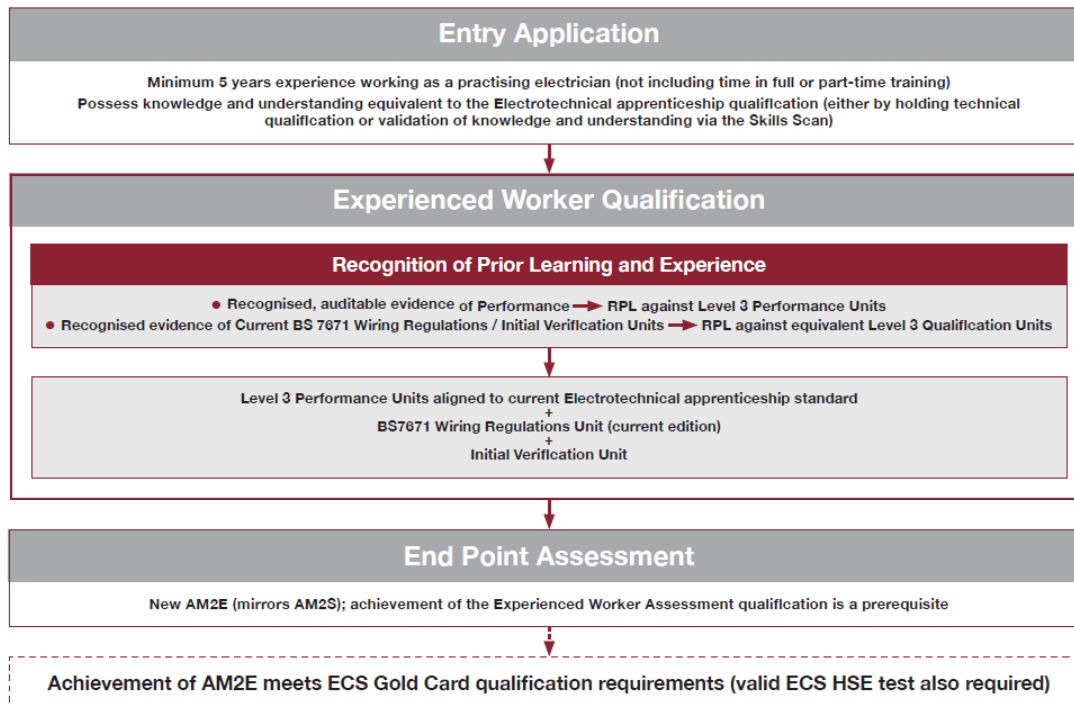 Entry Application
Minimum 5 years experience working as a practising electrician (not including time in full or part-time training)
Possess knowledge and understanding equivalent to the Electrotechnical apprenticeship qualification (either by holding technical
qualification or validation of knowledge and understanding via the Skills Scan)
Experienced Worker Qualification
Recognition of Prior Learning and Experience
• Recognised, auditable evidence of Performance → RPL against Level 3 Performance Units
• Recognised evidence of Current BS 7671 Wiring Regulations / Initial Verification Units → RPL against equivalent Level 3 Qualification Units
Level 3 Performance Units aligned to current Electrotechnical apprenticeship standard
+
BS7671 Wiring Regulations Unit (current edition)
+
Initial Verification Unit
End Point Assessment
New AM2E (mirrors AM2S); achievement of the Experienced Worker Assessment qualification is a prerequisite
Achievement of AM2E meets ECS Gold Card qualification requirements (valid ECS HSE test also required)